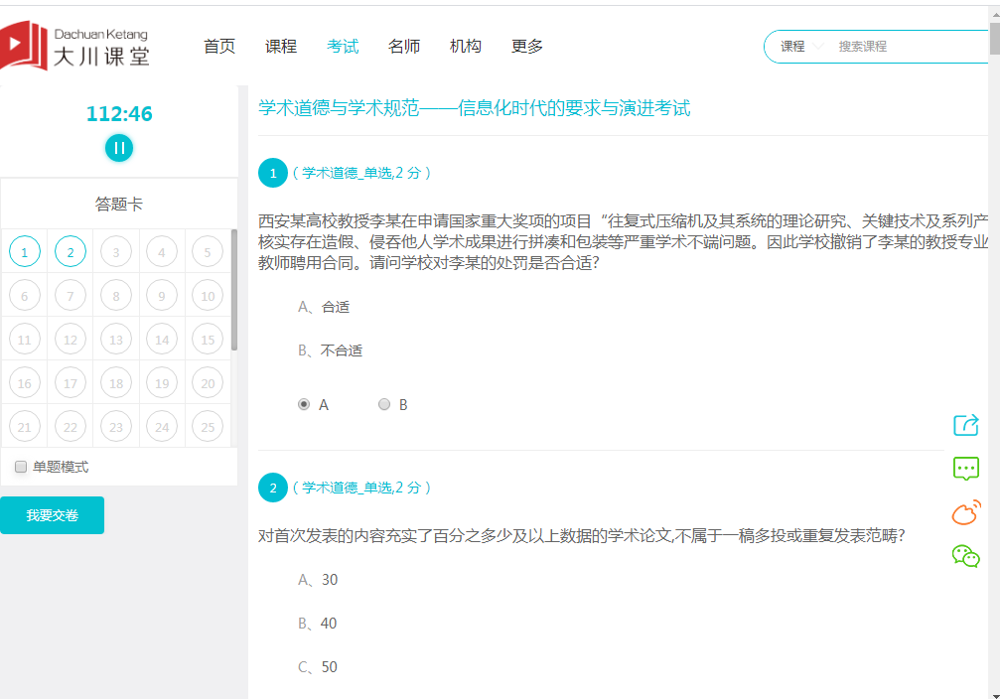 Dachuan Ketang
大川课堂
首页 课程 考试 名师 机构 更多
课程 搜索课程
112:46
答题卡
1 2 3 4 5
6 7 8 9 10
11 12 13 14 15
16 17 18 19 20
21 22 23 24 25
单题模式
我要交卷
学术道德与学术规范——信息化时代的要求与演进考试
1 ( 学术道德_单选,2 分 )
西安某高校教授李某在申请国家重大奖项的项目“往复式压缩机及其系统的理论研究、关键技术及系列产
核实存在造假、侵吞他人学术成果进行拼凑和包装等严重学术不端问题。因此学校撤销了李某的教授专业
教师聘用合同。请问学校对李某的处罚是否合适?
A、合适
B、不合适
A B
2 ( 学术道德_单选,2 分 )
对首次发表的内容充实了百分之多少及以上数据的学术论文,不属于一稿多投或重复发表范畴?
A、30
B、40
C、50